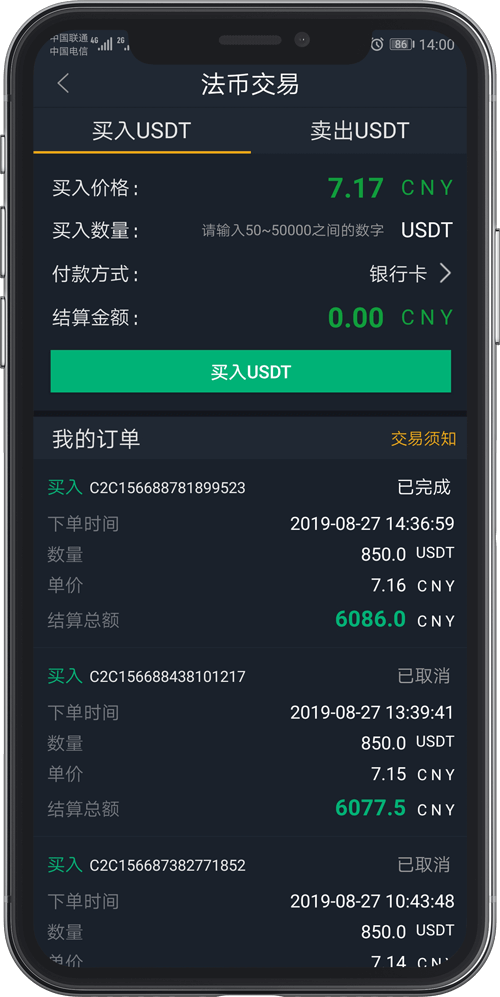 中国联通 4G 2G
中国电信 86 14:00
法币交易
买入USDT 卖出USDT
买入价格: 7.17 CNY
买入数量: 请输入50~50000之间的数字 USDT
付款方式: 银行卡
结算金额: 0.00 CNY
买入USDT
我的订单 交易须知
买入 C2C156688781899523 已完成
下单时间 2019-08-27 14:36:59
数量 850.0 USDT
单价 7.16 CNY
结算总额 6086.0 CNY
买入 C2C156688438101217 已取消
下单时间 2019-08-27 13:39:41
数量 850.0 USDT
单价 7.15 CNY
结算总额 6077.5 CNY
买入 C2C156687382771852 已取消
下单时间 2019-08-27 10:43:48
数量 850.0 USDT
单价 7.14 CNY